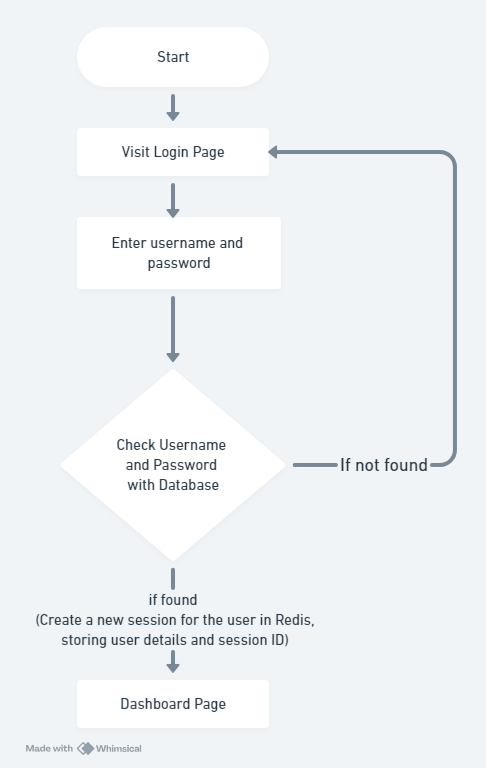 Start
Visit Login Page
Enter username and
password
Check Username
and Password
with Database
If not found
if found
(Create a new session for the user in Redis,
storing user details and session ID)
Dashboard Page
Made with Whimsical